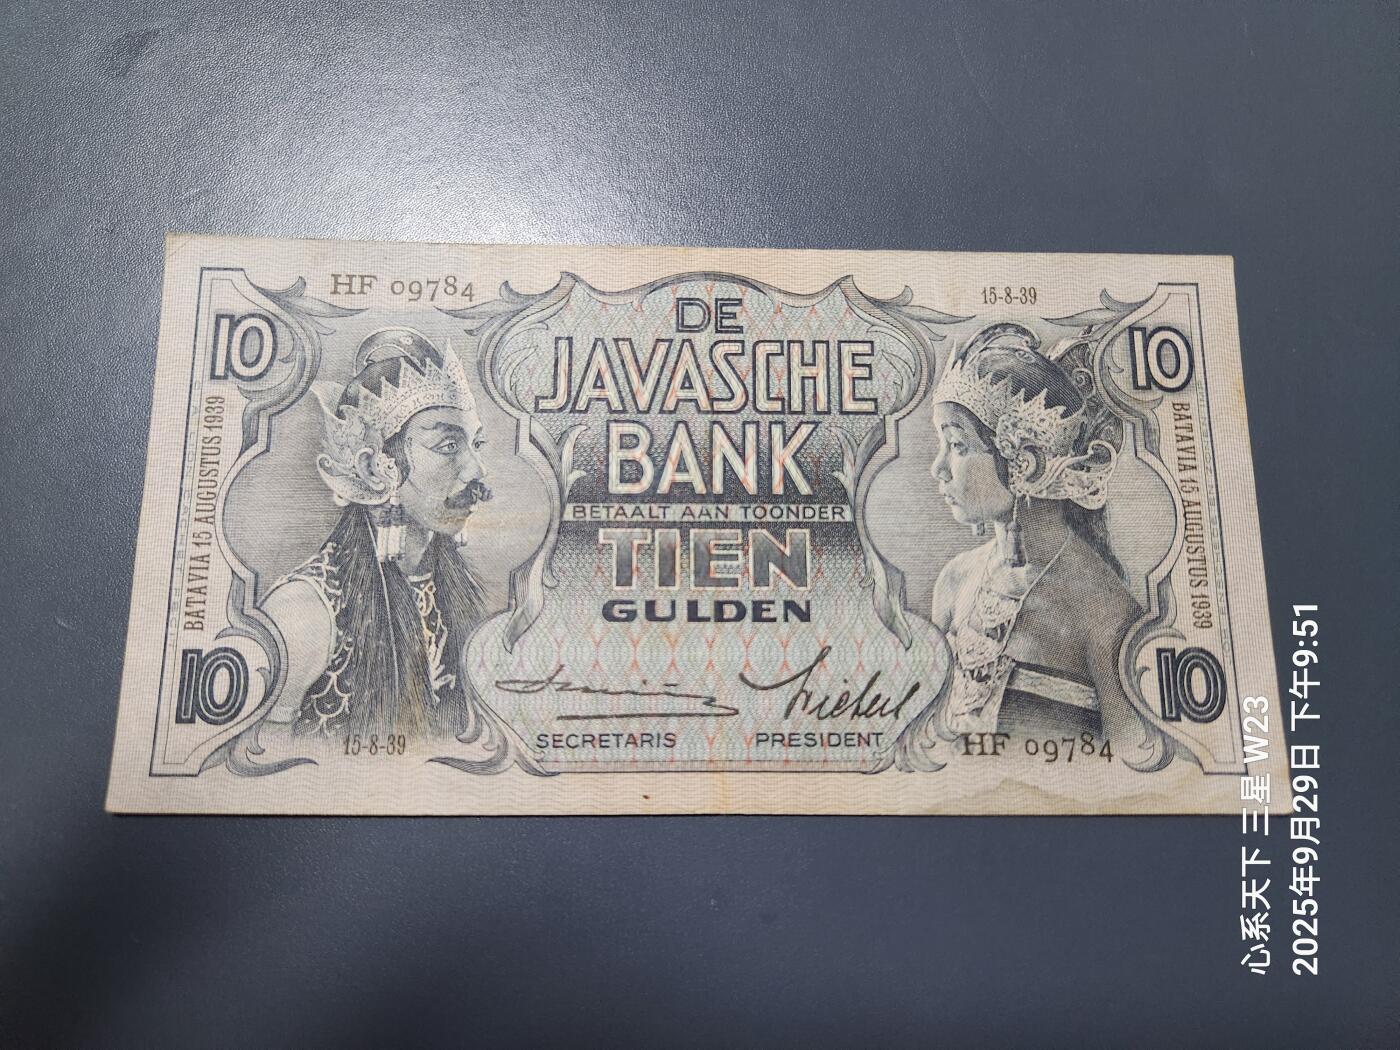 HF 09784
15-8-39
10
10
BATAVIA 15 AUGUSTUS 1939
BATAVIA 15 AUGUSTUS 1939
DE
JAVASCHE
BANK
BETAALT AAN TOONDER
TIEN
GULDEN
10
10
SECRETARIS
PRESIDENT
15-8-39
HF 09784
心系天下 三星 W23
2025年9月29日 下午9:51